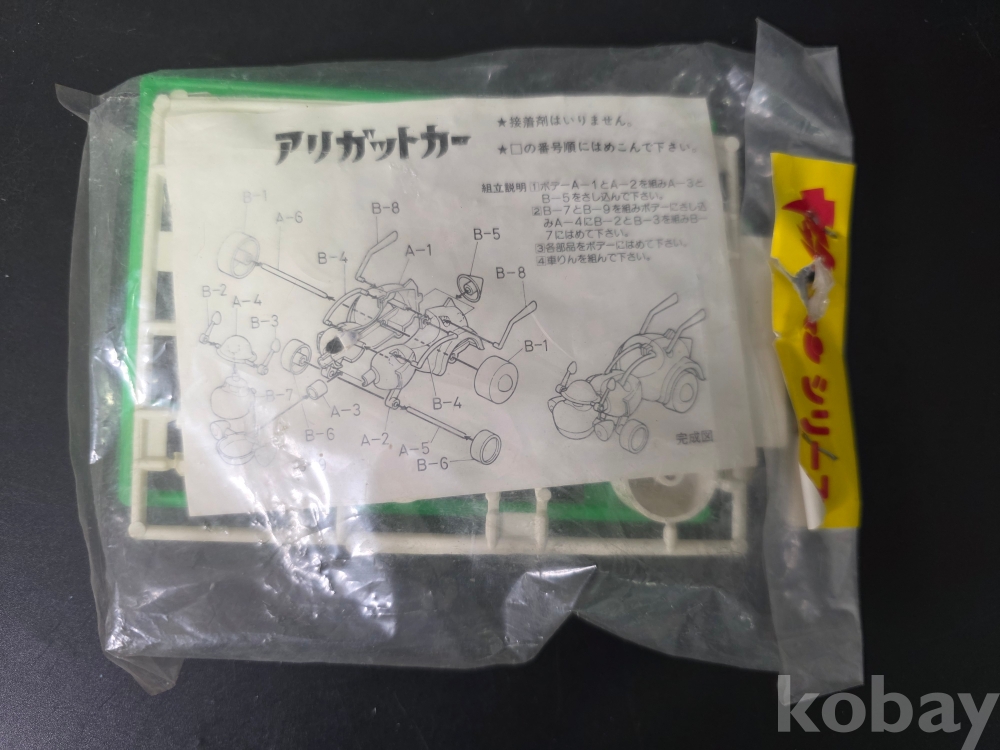 アリガットカー
★接着剤はいりません。
★□の番号順にはめこんで下さい。
組立説明 1 ボデーA-1とA-2を組みA-3と
B-5をさし込んで下さい。
2 B-7とB-9を組みボデーにさし込
みA-4にB-2とB-3を組みB-
7にはめて下さい。
3 各部品をボデーにはめて下さい。
4 車りんを組んで下さい。
B-1
A-6
B-8
B-4
A-1
B-5
B-8
B-2
A-4
B-3
B-1
B-7
A-3
B-4
B-6
A-2
A-5
B-6
完成図
シリーズ
kobay